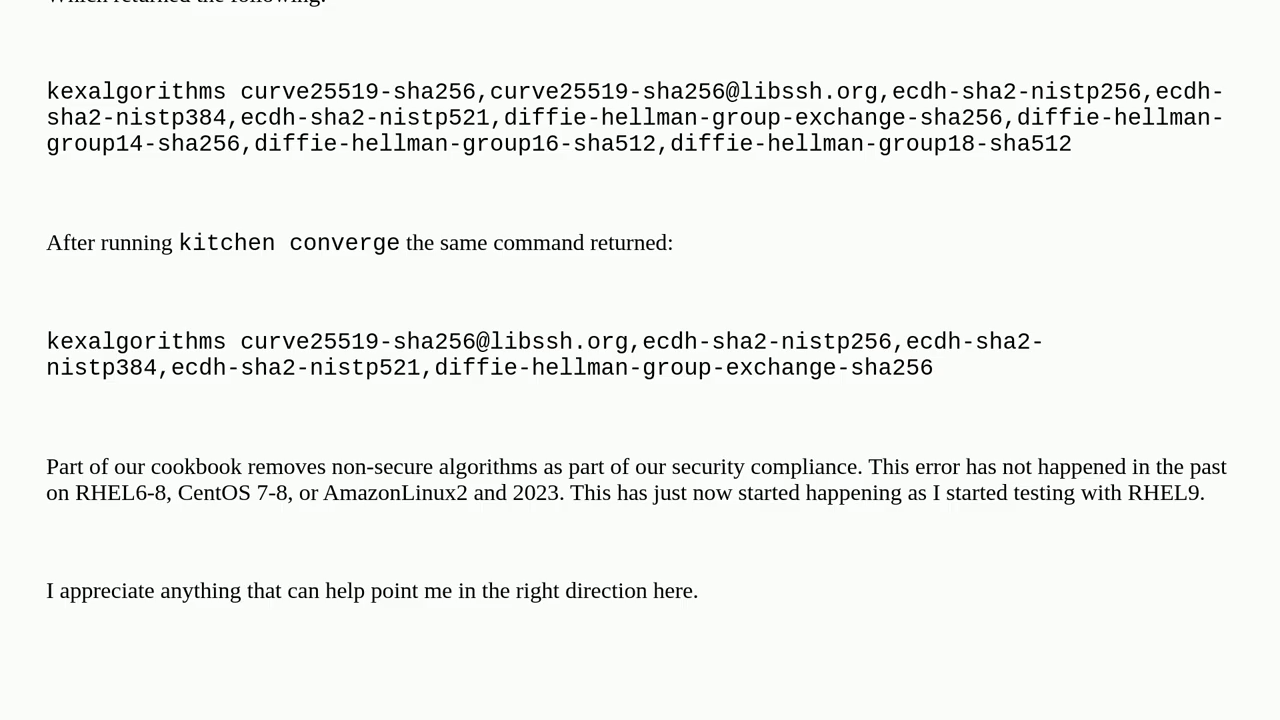 Which returned the following:
kexalgorithms curve25519-sha256,curve25519-sha256@libssh.org,ecdh-sha2-nistp256,ecdh-
sha2-nistp384,ecdh-sha2-nistp521,diffie-hellman-group-exchange-sha256,diffie-hellman-
group14-sha256,diffie-hellman-group16-sha512,diffie-hellman-group18-sha512
After running kitchen converge the same command returned:
kexalgorithms curve25519-sha256@libssh.org,ecdh-sha2-nistp256,ecdh-sha2-
nistp384,ecdh-sha2-nistp521,diffie-hellman-group-exchange-sha256
Part of our cookbook removes non-secure algorithms as part of our security compliance. This error has not happened in the past
on RHEL6-8, CentOS 7-8, or AmazonLinux2 and 2023. This has just now started happening as I started testing with RHEL9.
I appreciate anything that can help point me in the right direction here.